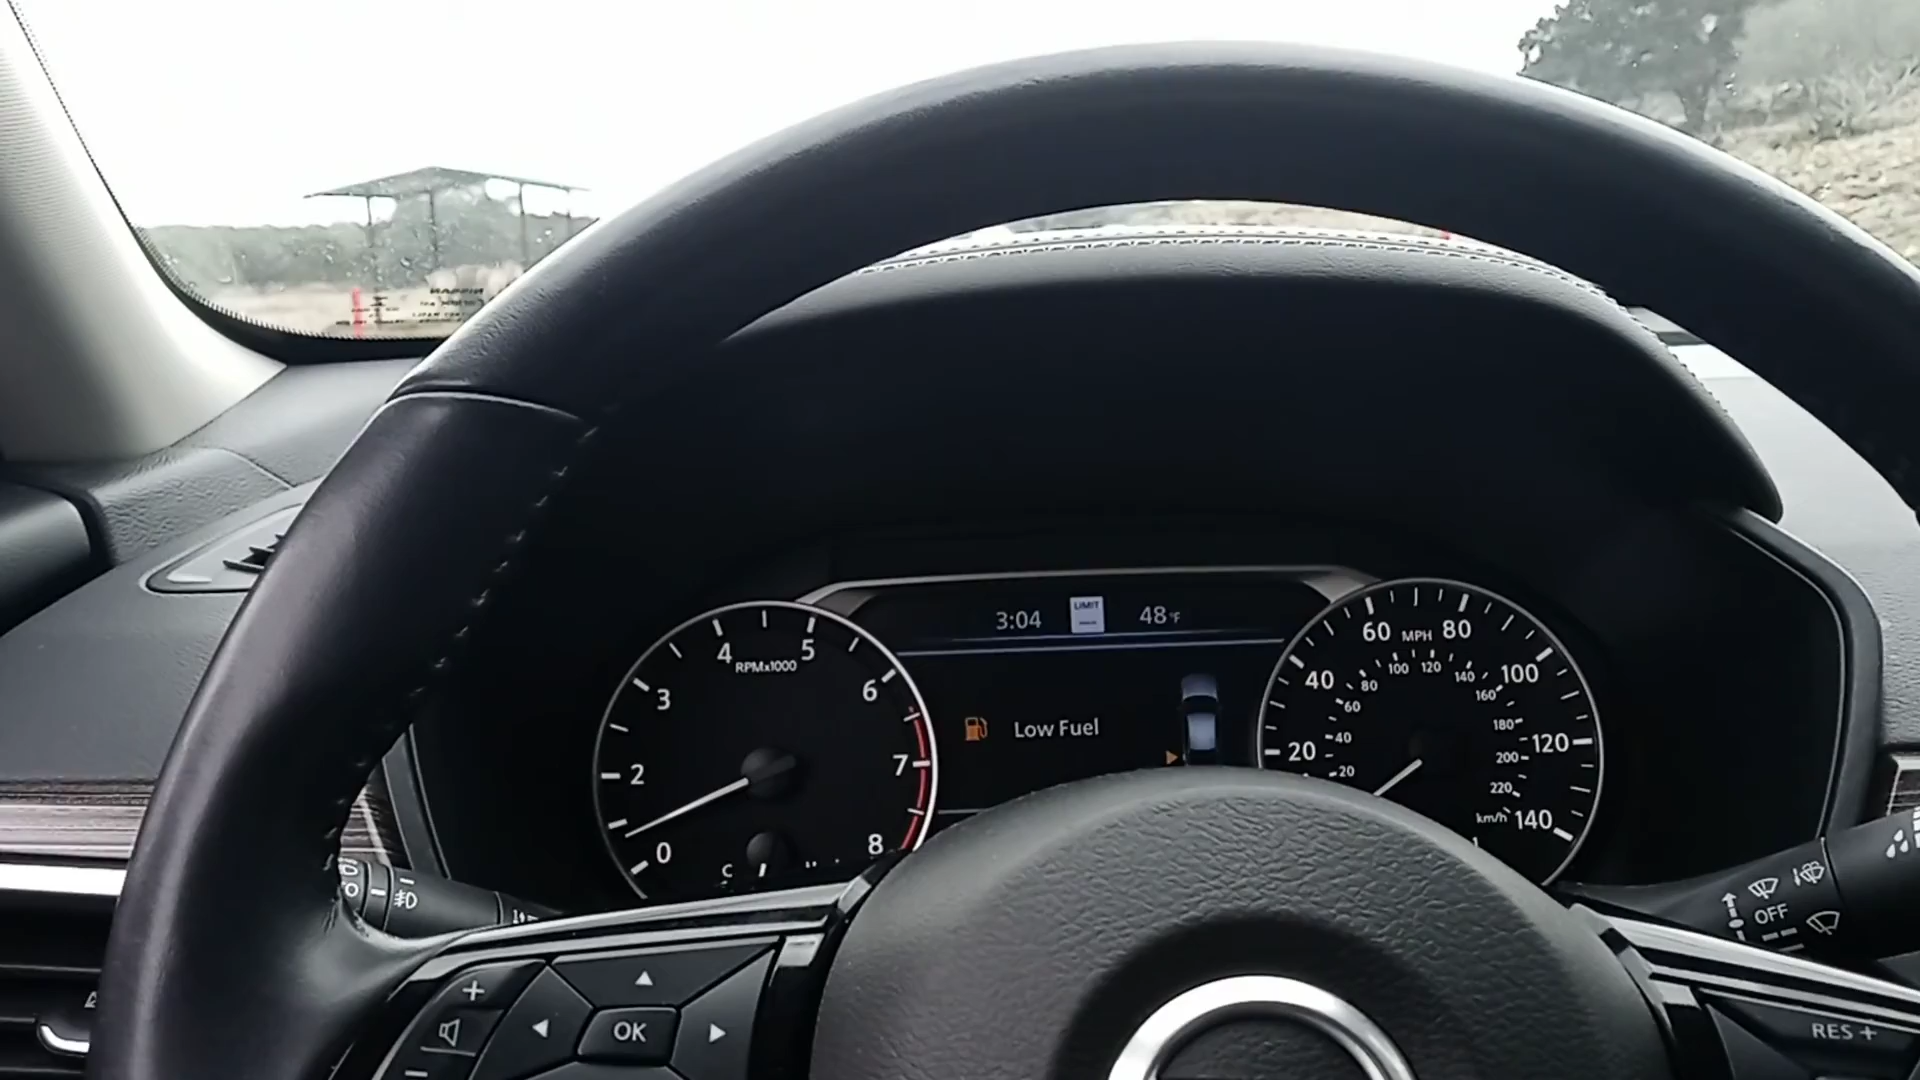 NISSAN
3:04 LIMIT 48°F
4 5
RPMx1000
3 6
2 7
0 8
C
Low Fuel
60 MPH 80
40 100
20 120
140
100 120 140
80 160
60 180
40 200
20 220
km/h
OFF
+
OK
RES +